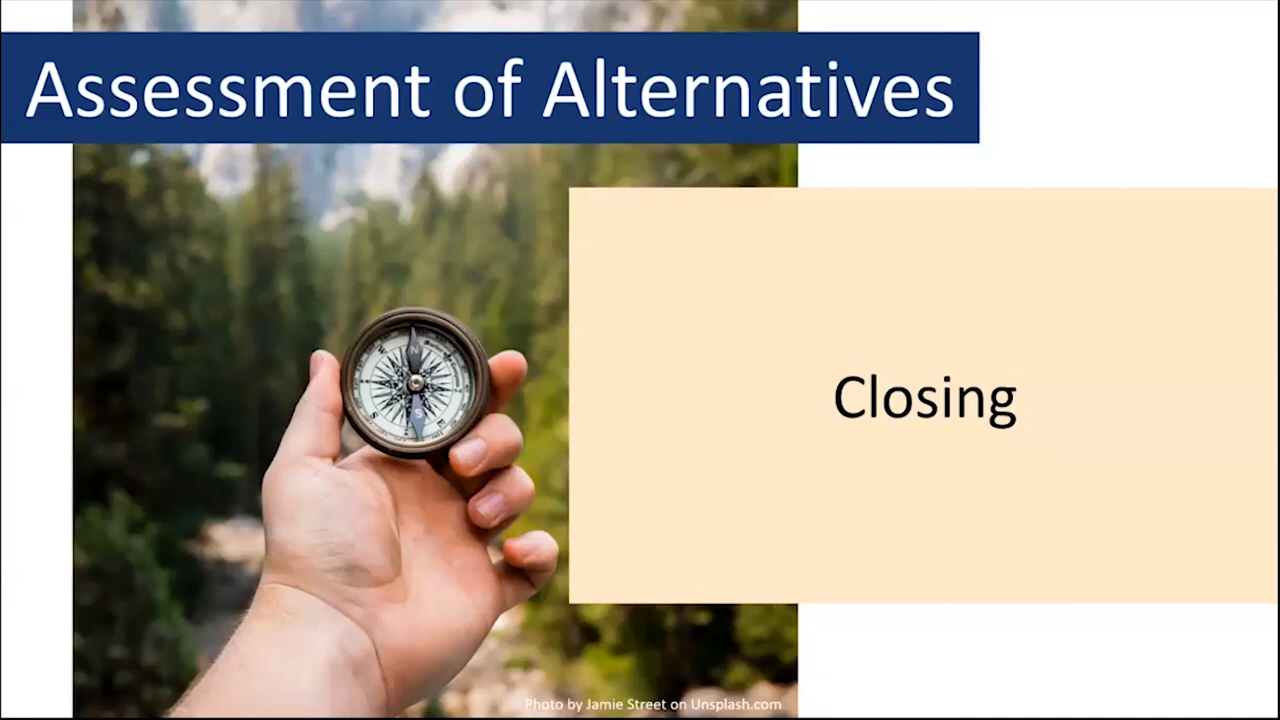 Assessment of Alternatives
Closing
N
S
Photo by Jamie Street on Unsplash.com